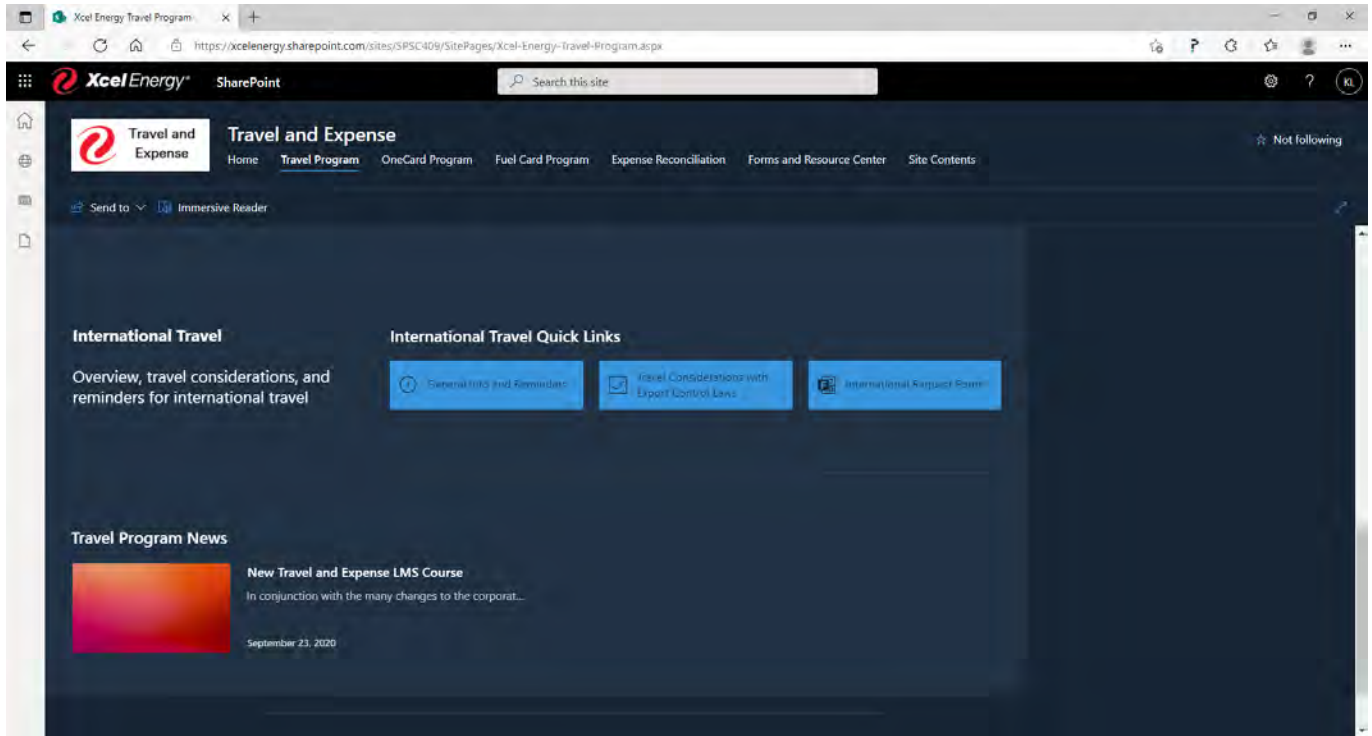 Xcel Energy Travel Program
https://xcelenergy.sharepoint.com/sites/SPSC409/SitePages/Xcel-Energy-Travel-Program.aspx
Xcel Energy® SharePoint Search this site KL
Travel and Expense
Travel and Expense
Home Travel Program OneCard Program Fuel Card Program Expense Reconciliation Forms and Resource Center Site Contents
Not following
Send to Immersive Reader
International Travel
Overview, travel considerations, and
reminders for international travel
International Travel Quick Links
General Info and Reminders
Travel Considerations with
Export Control Laws
International Request Form
Travel Program News
New Travel and Expense LMS Course
In conjunction with the many changes to the corporat...
September 23, 2020